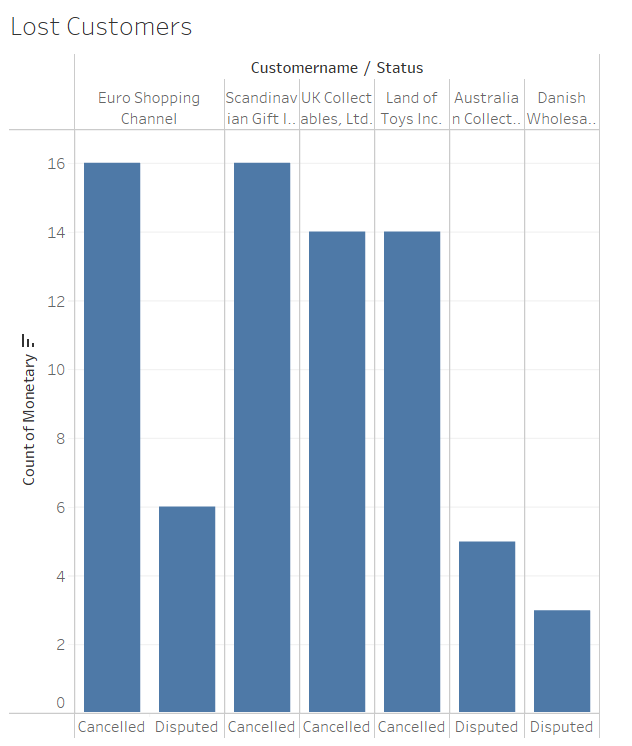 Lost Customers
Customername / Status
Euro Shopping
Channel
Scandinav
ian Gift I..
UK Collect
ables, Ltd.
Land of
Toys Inc.
Australia
n Collect..
Danish
Wholesa..
Count of Monetary
16
14
12
10
8
6
4
2
0
Cancelled Disputed Cancelled Cancelled Cancelled Disputed Disputed